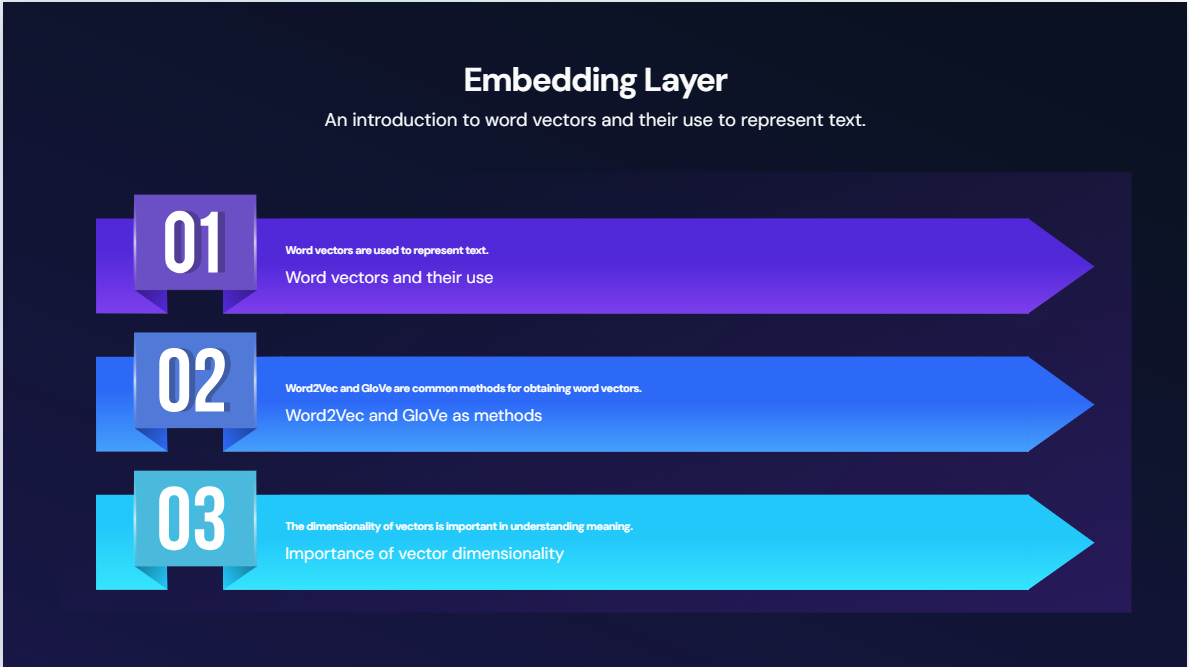 Embedding Layer
An introduction to word vectors and their use to represent text.
01
Word vectors are used to represent text.
Word vectors and their use
02
Word2Vec and GloVe are common methods for obtaining word vectors.
Word2Vec and GloVe as methods
03
The dimensionality of vectors is important in understanding meaning.
Importance of vector dimensionality